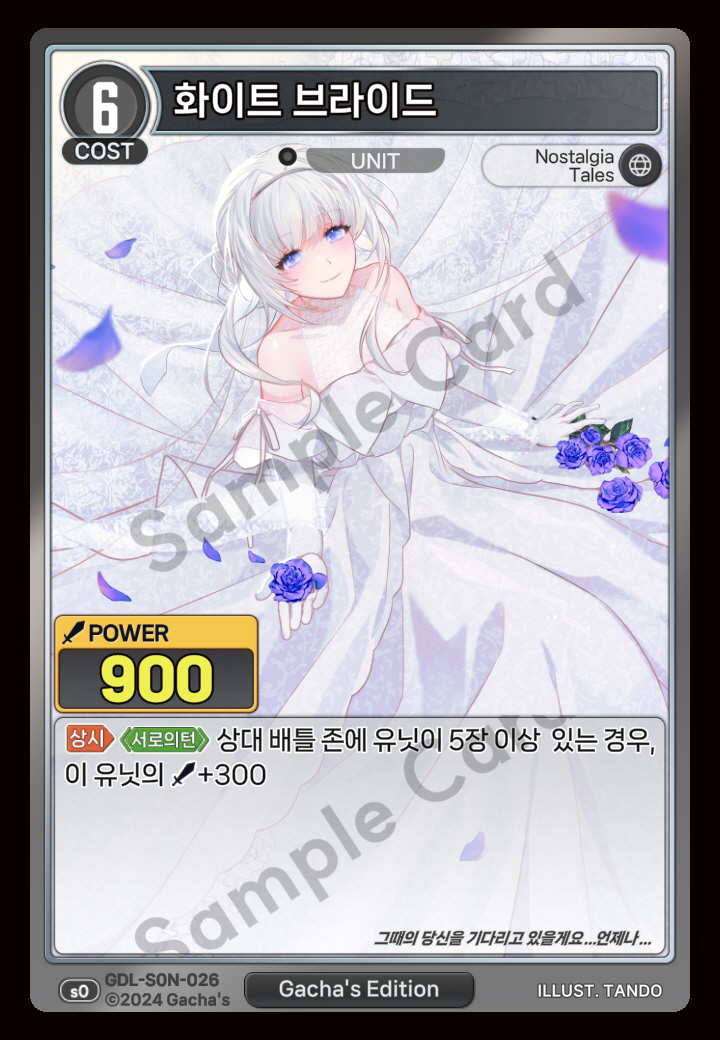 6
COST
화이트 브라이드
UNIT
Nostalgia
Tales
Sample Card
POWER
900
상시 서로의턴 상대 배틀 존에 유닛이 5장 이상 있는 경우,
이 유닛의 +300
Sample Card
그때의 당신을 기다리고 있을게요...언제나...
s0
GDL-S0N-026
©2024 Gacha's
Gacha's Edition
ILLUST. TANDO